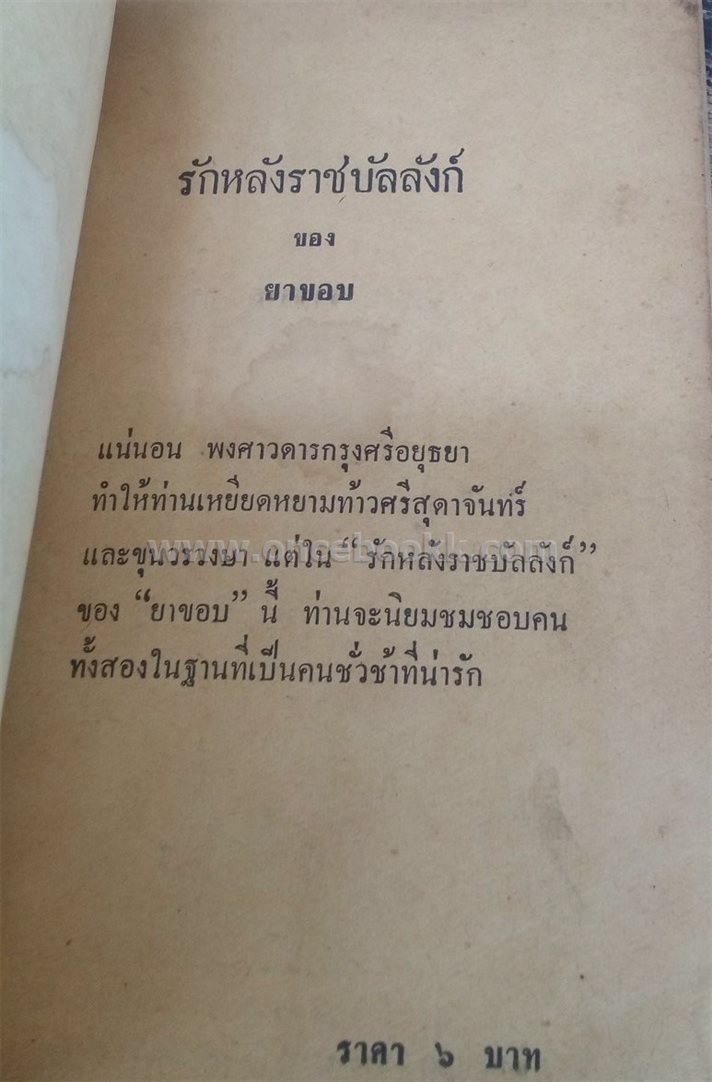 รักหลังราชบัลลังก์
ของ
ยาขอบ
แน่นอน พงศาวดารกรุงศรีอยุธยา
ทำให้ท่านเหยียดหยามท้าวศรีสุดาจันทร์
และขุนวรวงษา แต่ใน “รักหลังราชบัลลังก์”
ของ “ยาขอบ” นี้ ท่านจะนิยมชมชอบคน
ทั้งสองในฐานที่เป็นคนชั่วช้าที่น่ารัก
ราคา ๖ บาท